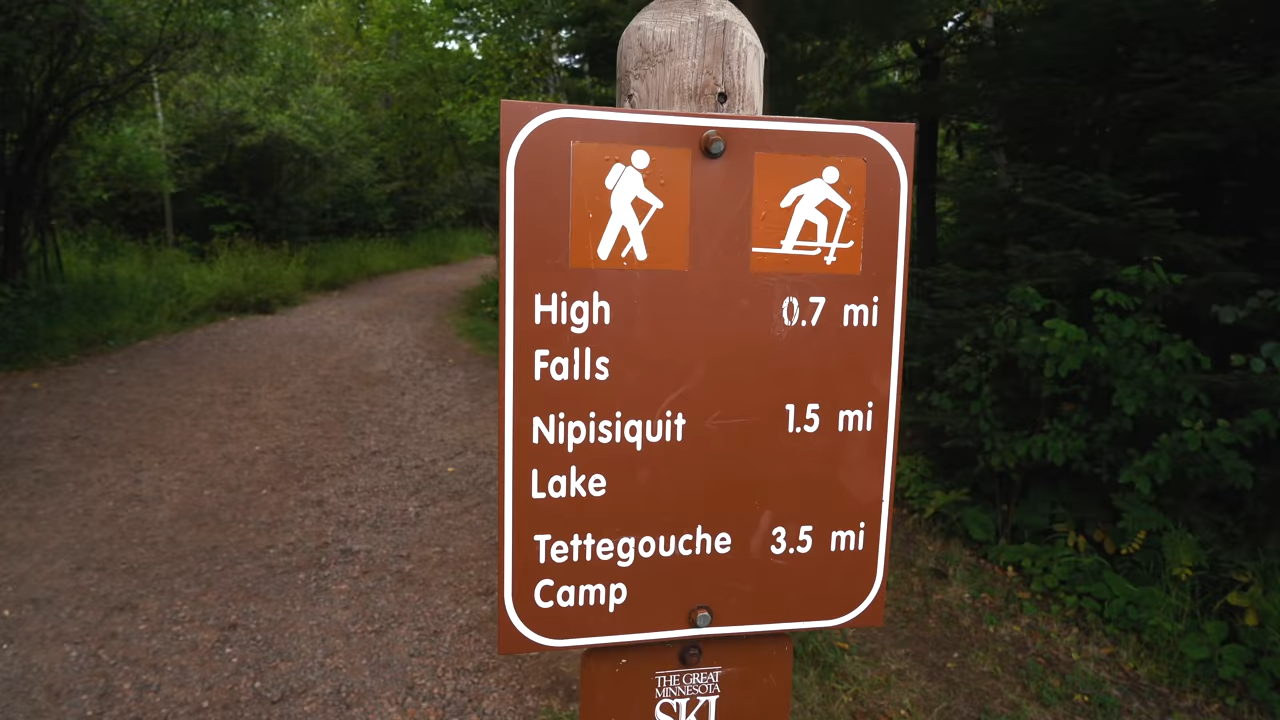 High 0.7 mi
Falls
Nipisiquit 1.5 mi
Lake
Tettegouche 3.5 mi
Camp
THE GREAT
MINNESOTA
SKI